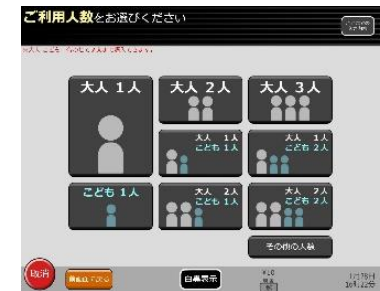 ご利用人数をお選びください
大人 1人
大人 2人
大人 3人
大人 1人
こども 1人
大人 1人
こども 2人
こども 1人
大人 2人
こども 1人
大人 2人
こども 2人
その他の人数
取消
白黒表示